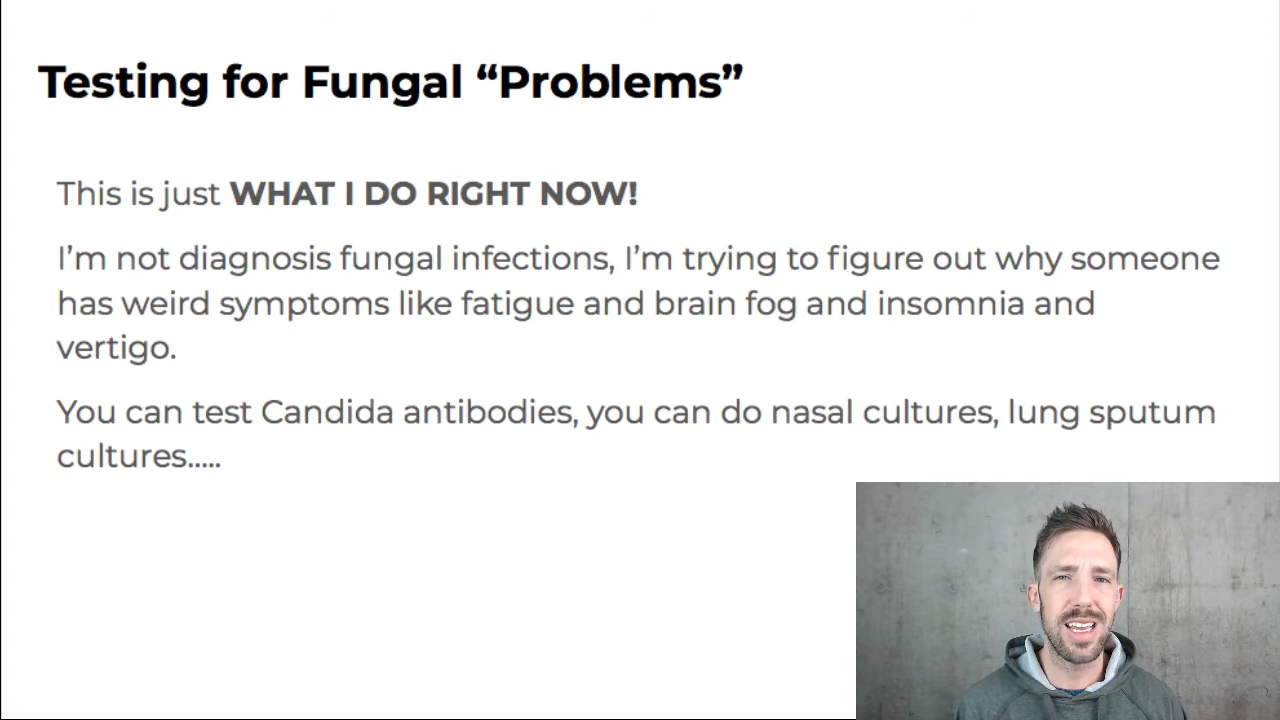 Testing for Fungal “Problems”
This is just WHAT I DO RIGHT NOW!
I’m not diagnosis fungal infections, I’m trying to figure out why someone
has weird symptoms like fatigue and brain fog and insomnia and
vertigo.
You can test Candida antibodies, you can do nasal cultures, lung sputum
cultures.....